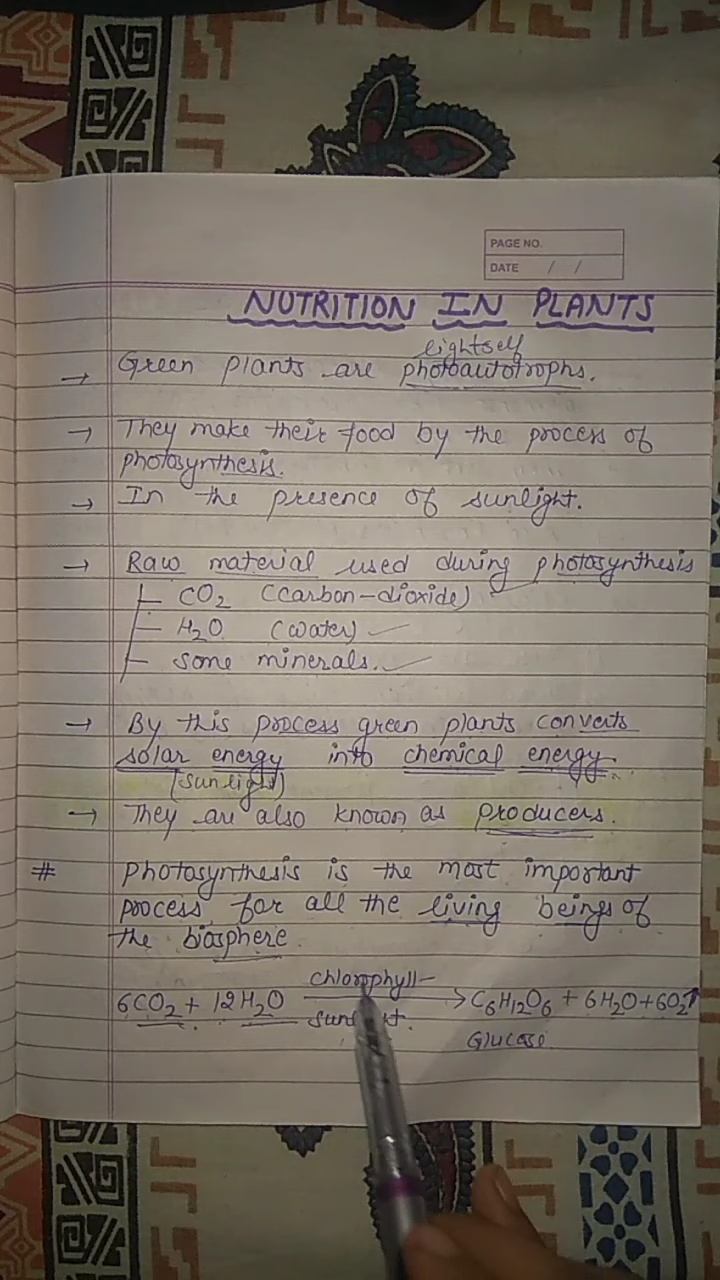 PAGE NO.
DATE / /
NUTRITION IN PLANTS
light self
→ Green plants are photoautotrophs.
→ They make their food by the process of
photosynthesis.
→ In the presence of sunlight.
→ Raw material used during photosynthesis
CO₂ (carbon-dioxide)
H₂O (water)
Some minerals.
→ By this process green plants converts
solar energy into chemical energy.
(sunlight)
→ They are also known as producers.
# Photosynthesis is the most important
process for all the living beings of
the biosphere.
chlorophyll
6CO₂ + 12H₂O → C₆H₁₂O₆ + 6H₂O + 6O₂↑
Glucose